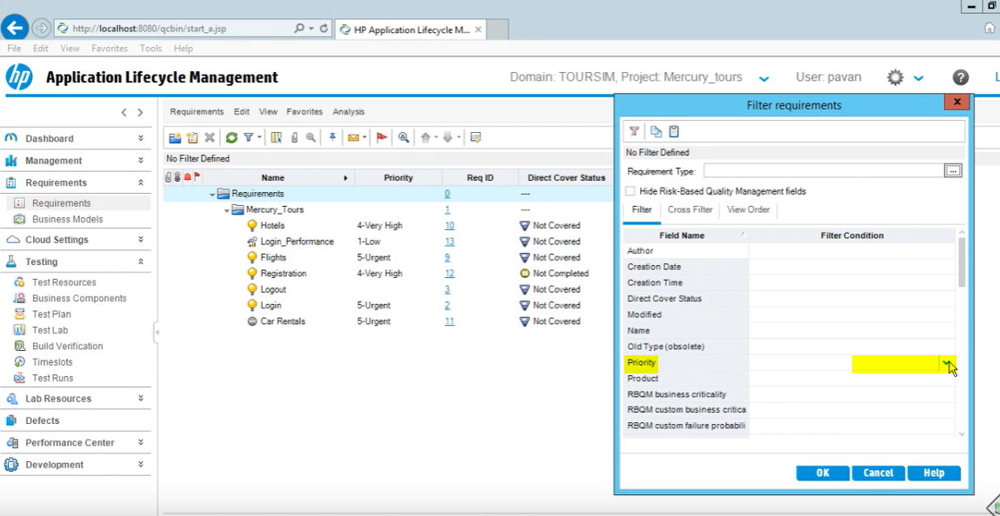 http://localhost:8080/qcbin/start_a.jsp
HP Application Lifecycle M...
File Edit View Favorites Tools Help
hp Application Lifecycle Management
Domain: TOURSIM, Project: Mercury_tours User: pavan
Dashboard
Management
Requirements
Requirements
Business Models
Cloud Settings
Testing
Test Resources
Business Components
Test Plan
Test Lab
Build Verification
Timeslots
Test Runs
Lab Resources
Defects
Performance Center
Development
Requirements Edit View Favorites Analysis
No Filter Defined
Name Priority Req ID Direct Cover Status
Requirements 0 ---
Mercury_Tours 1 ---
Hotels 4-Very High 10 Not Covered
Login_Performance 1-Low 13 Not Covered
Flights 5-Urgent 9 Not Covered
Registration 4-Very High 12 Not Completed
Logout 3 Not Covered
Login 5-Urgent 2 Not Covered
Car Rentals 5-Urgent 11 Not Covered
Filter requirements
No Filter Defined
Requirement Type: ...
Hide Risk-Based Quality Management fields
Filter Cross Filter View Order
Field Name Filter Condition
Author
Creation Date
Creation Time
Direct Cover Status
Modified
Name
Old Type (obsolete)
Priority
Product
RBQM business criticality
RBQM custom business critica
RBQM custom failure probabili
OK Cancel Help